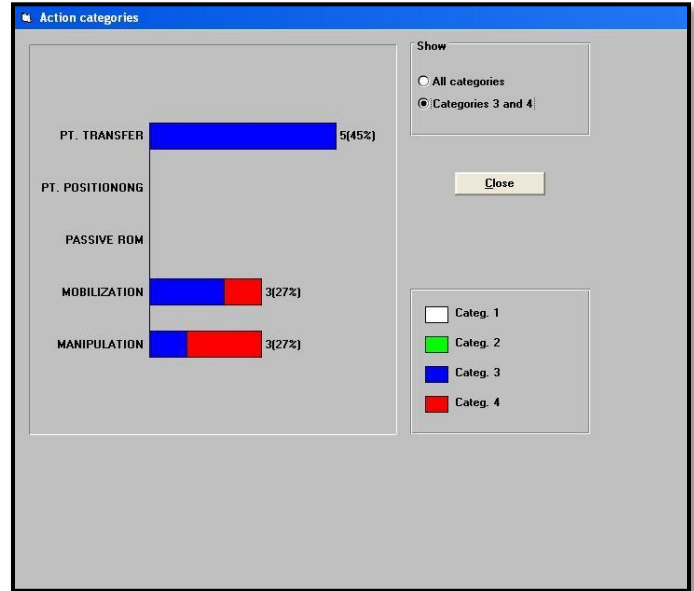 Action categories
Show
All categories
Categories 3 and 4
PT. TRANSFER 5(45%)
Close
PT. POSITIONONG
PASSIVE ROM
MOBILIZATION 3(27%)
MANIPULATION 3(27%)
Categ. 1
Categ. 2
Categ. 3
Categ. 4